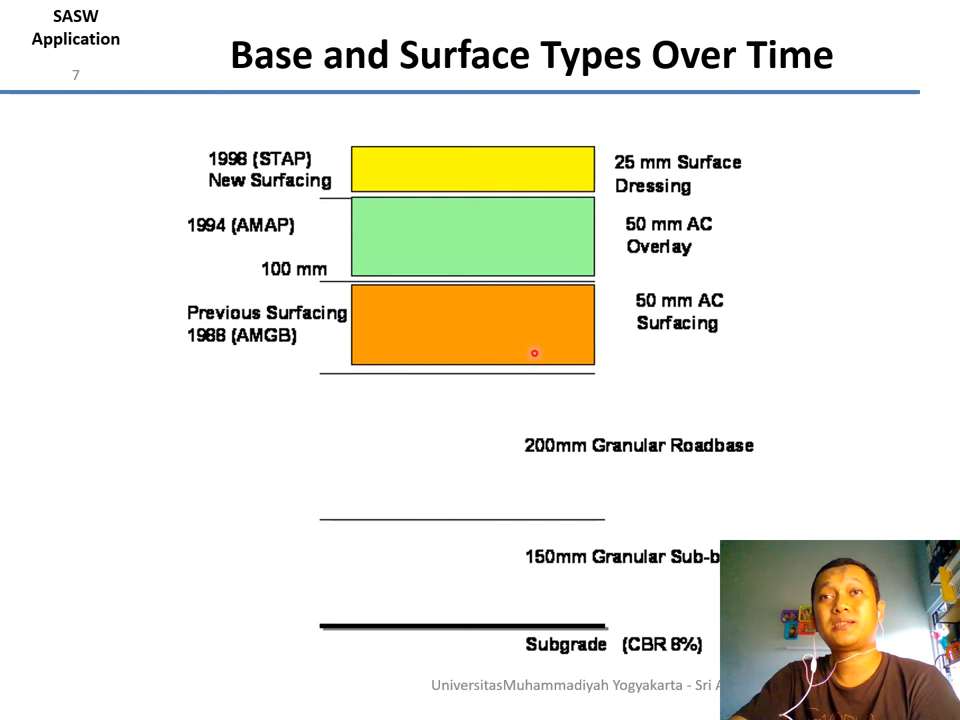 SASW
Application
7
Base and Surface Types Over Time
1998 (STAP)
New Surfacing
25 mm Surface
Dressing
1994 (AMAP)
50 mm AC
Overlay
100 mm
Previous Surfacing
1988 (AMGB)
50 mm AC
Surfacing
200mm Granular Roadbase
150mm Granular Sub-b
Subgrade (CBR 8%)
UniversitasMuhammadiyah Yogyakarta - Sri